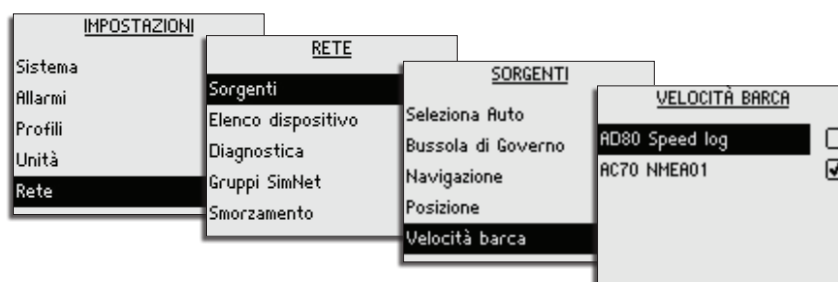 IMPOSTAZIONI
Sistema
Allarmi
Profili
Unità
Rete
RETE
Sorgenti
Elenco dispositivo
Diagnostica
Gruppi SimNet
Smorzamento
SORGENTI
Seleziona Auto
Bussola di Governo
Navigazione
Posizione
Velocità barca
VELOCITÀ BARCA
AD80 Speed log
AC70 NMEA01